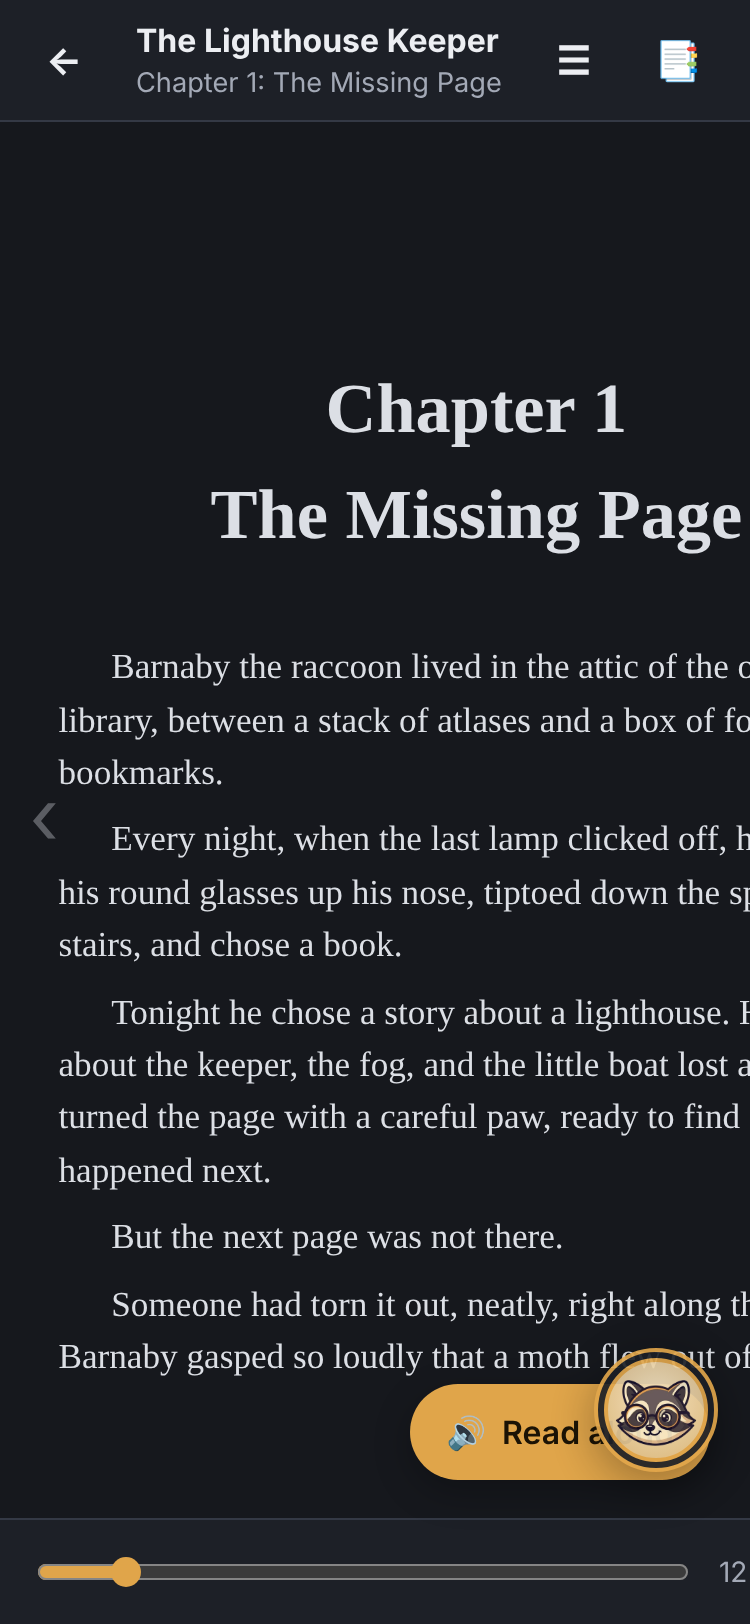 The Lighthouse Keeper
Chapter 1: The Missing Page
Chapter 1
The Missing Page
Barnaby the raccoon lived in the attic of the
library, between a stack of atlases and a box of
bookmarks.
Every night, when the last lamp clicked off,
his round glasses up his nose, tiptoed down the
stairs, and chose a book.
Tonight he chose a story about a lighthouse.
about the keeper, the fog, and the little boat lost
turned the page with a careful paw, ready to find
happened next.
But the next page was not there.
Someone had torn it out, neatly, right along
Barnaby gasped so loudly that a moth flew out of
Read
12